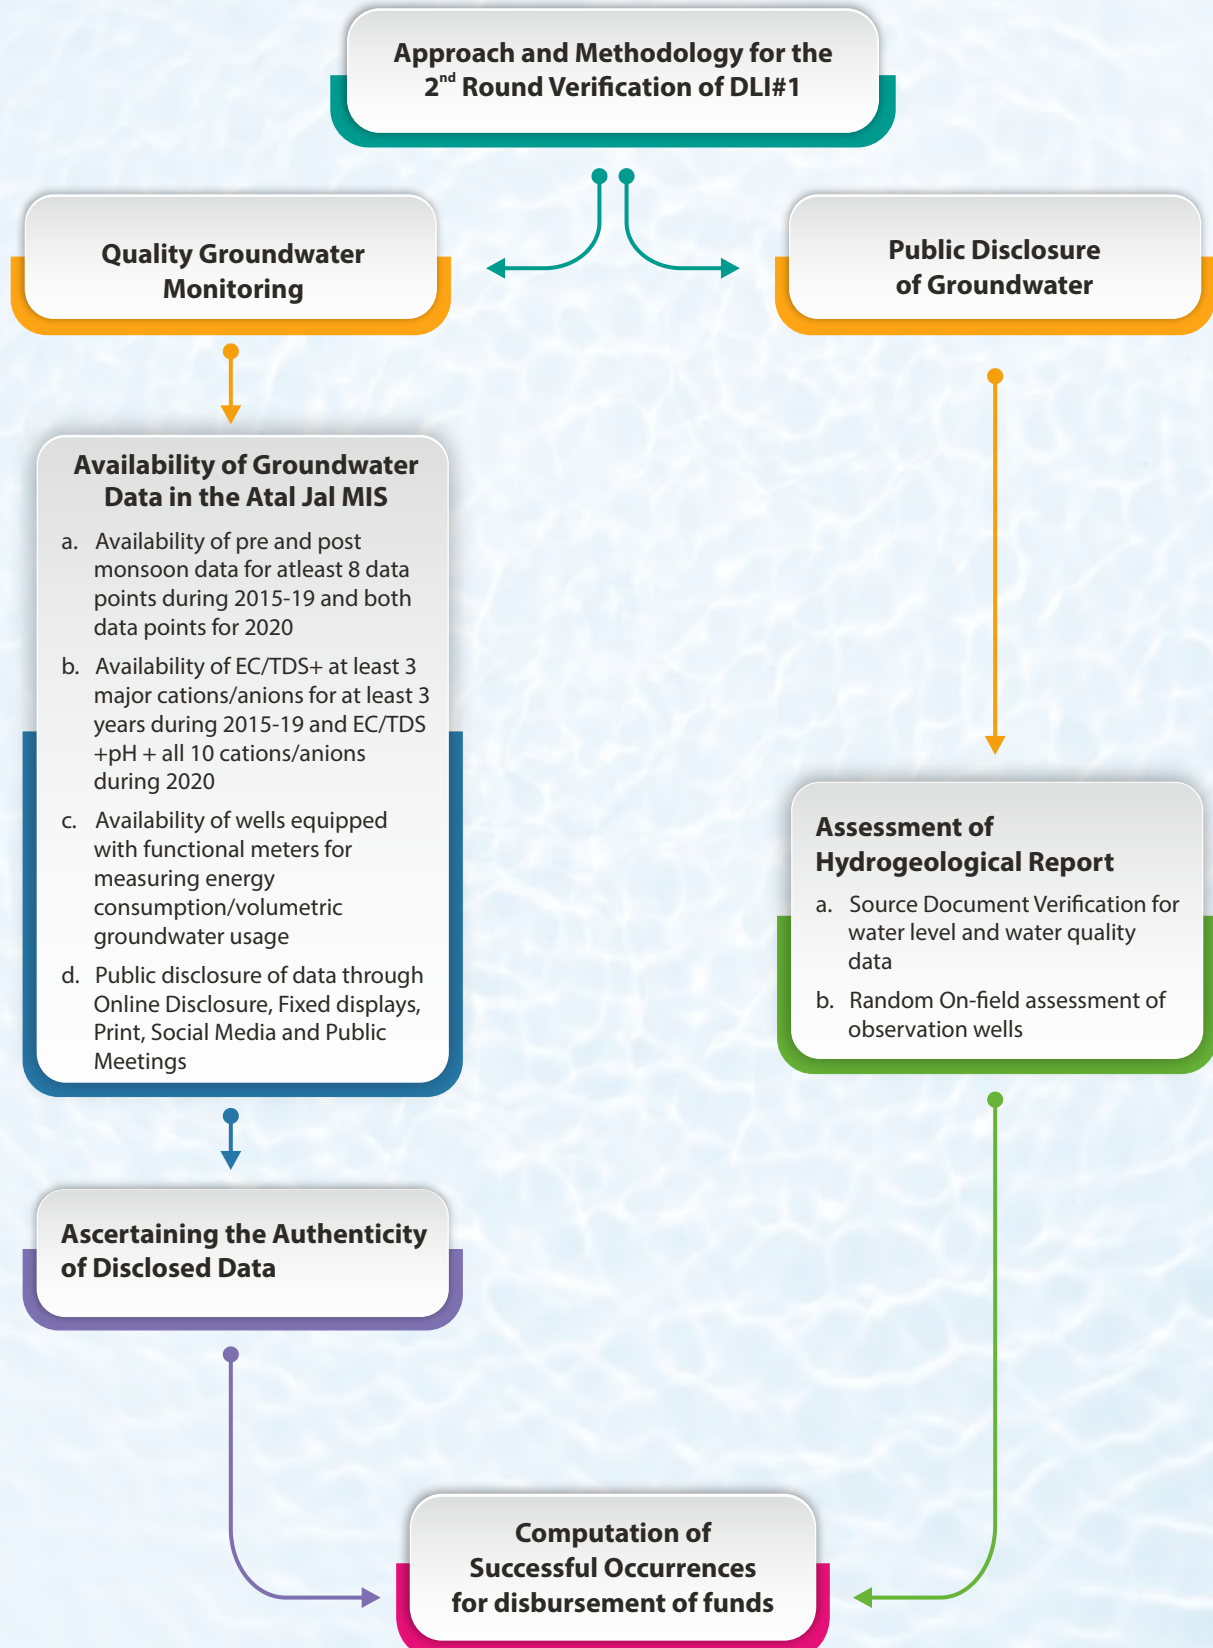 Approach and Methodology for the
2nd Round Verification of DLI#1
Quality Groundwater
Monitoring
Public Disclosure
of Groundwater
Availability of Groundwater
Data in the Atal Jal MIS
a. Availability of pre and post
monsoon data for atleast 8 data
points during 2015-19 and both
data points for 2020
b. Availability of EC/TDS+ at least 3
major cations/anions for at least 3
years during 2015-19 and EC/TDS
+pH + all 10 cations/anions
during 2020
c. Availability of wells equipped
with functional meters for
measuring energy
consumption/volumetric
groundwater usage
d. Public disclosure of data through
Online Disclosure, Fixed displays,
Print, Social Media and Public
Meetings
Assessment of
Hydrogeological Report
a. Source Document Verification for
water level and water quality
data
b. Random On-field assessment of
observation wells
Ascertaining the Authenticity
of Disclosed Data
Computation of
Successful Occurrences
for disbursement of funds